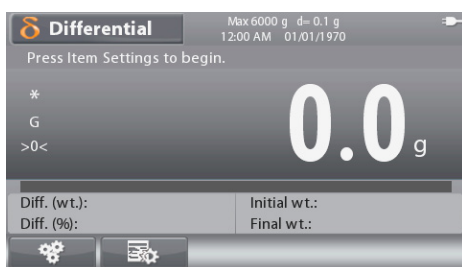 δ Differential
Max 6000 g d= 0.1 g
12:00 AM 01/01/1970
Press Item Settings to begin.
*
G
>0<
0.0 g
Diff. (wt.):
Initial wt.:
Diff. (%):
Final wt.: